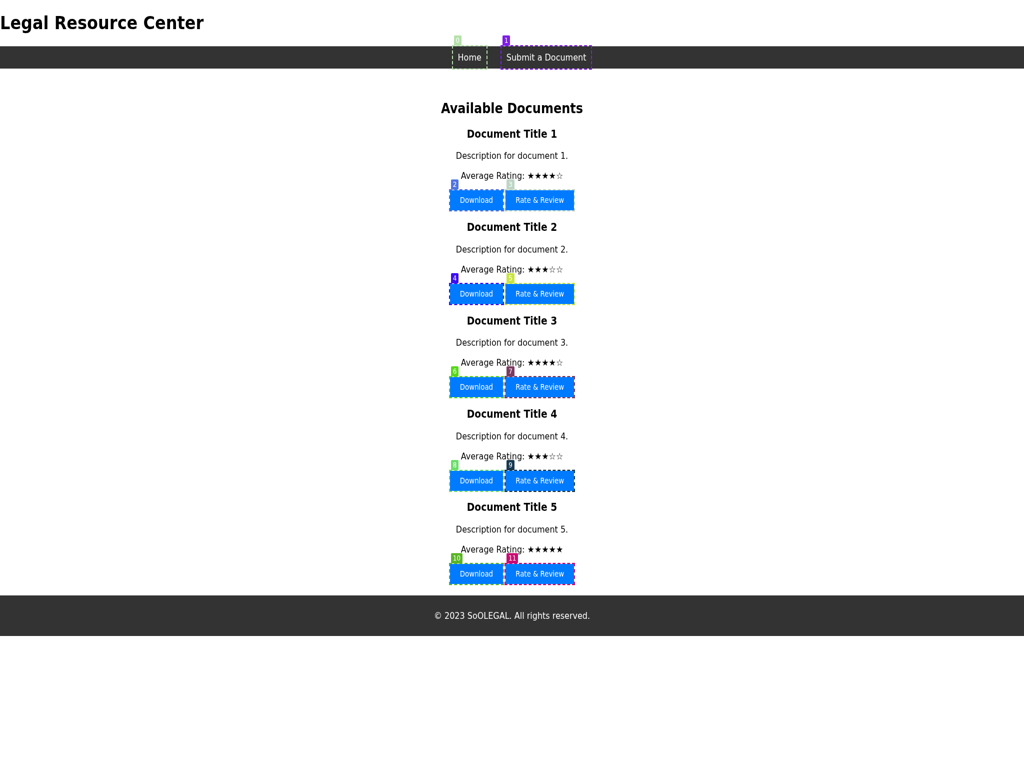 Legal Resource Center
0
1
Home
Submit a Document
Available Documents
Document Title 1
Description for document 1.
Average Rating: ★★★★☆
2
3
Download
Rate & Review
Document Title 2
Description for document 2.
Average Rating: ★★★☆☆
4
5
Download
Rate & Review
Document Title 3
Description for document 3.
Average Rating: ★★★★☆
6
7
Download
Rate & Review
Document Title 4
Description for document 4.
Average Rating: ★★★☆☆
8
9
Download
Rate & Review
Document Title 5
Description for document 5.
Average Rating: ★★★★★
10
11
Download
Rate & Review
© 2023 SoOLEGAL. All rights reserved.